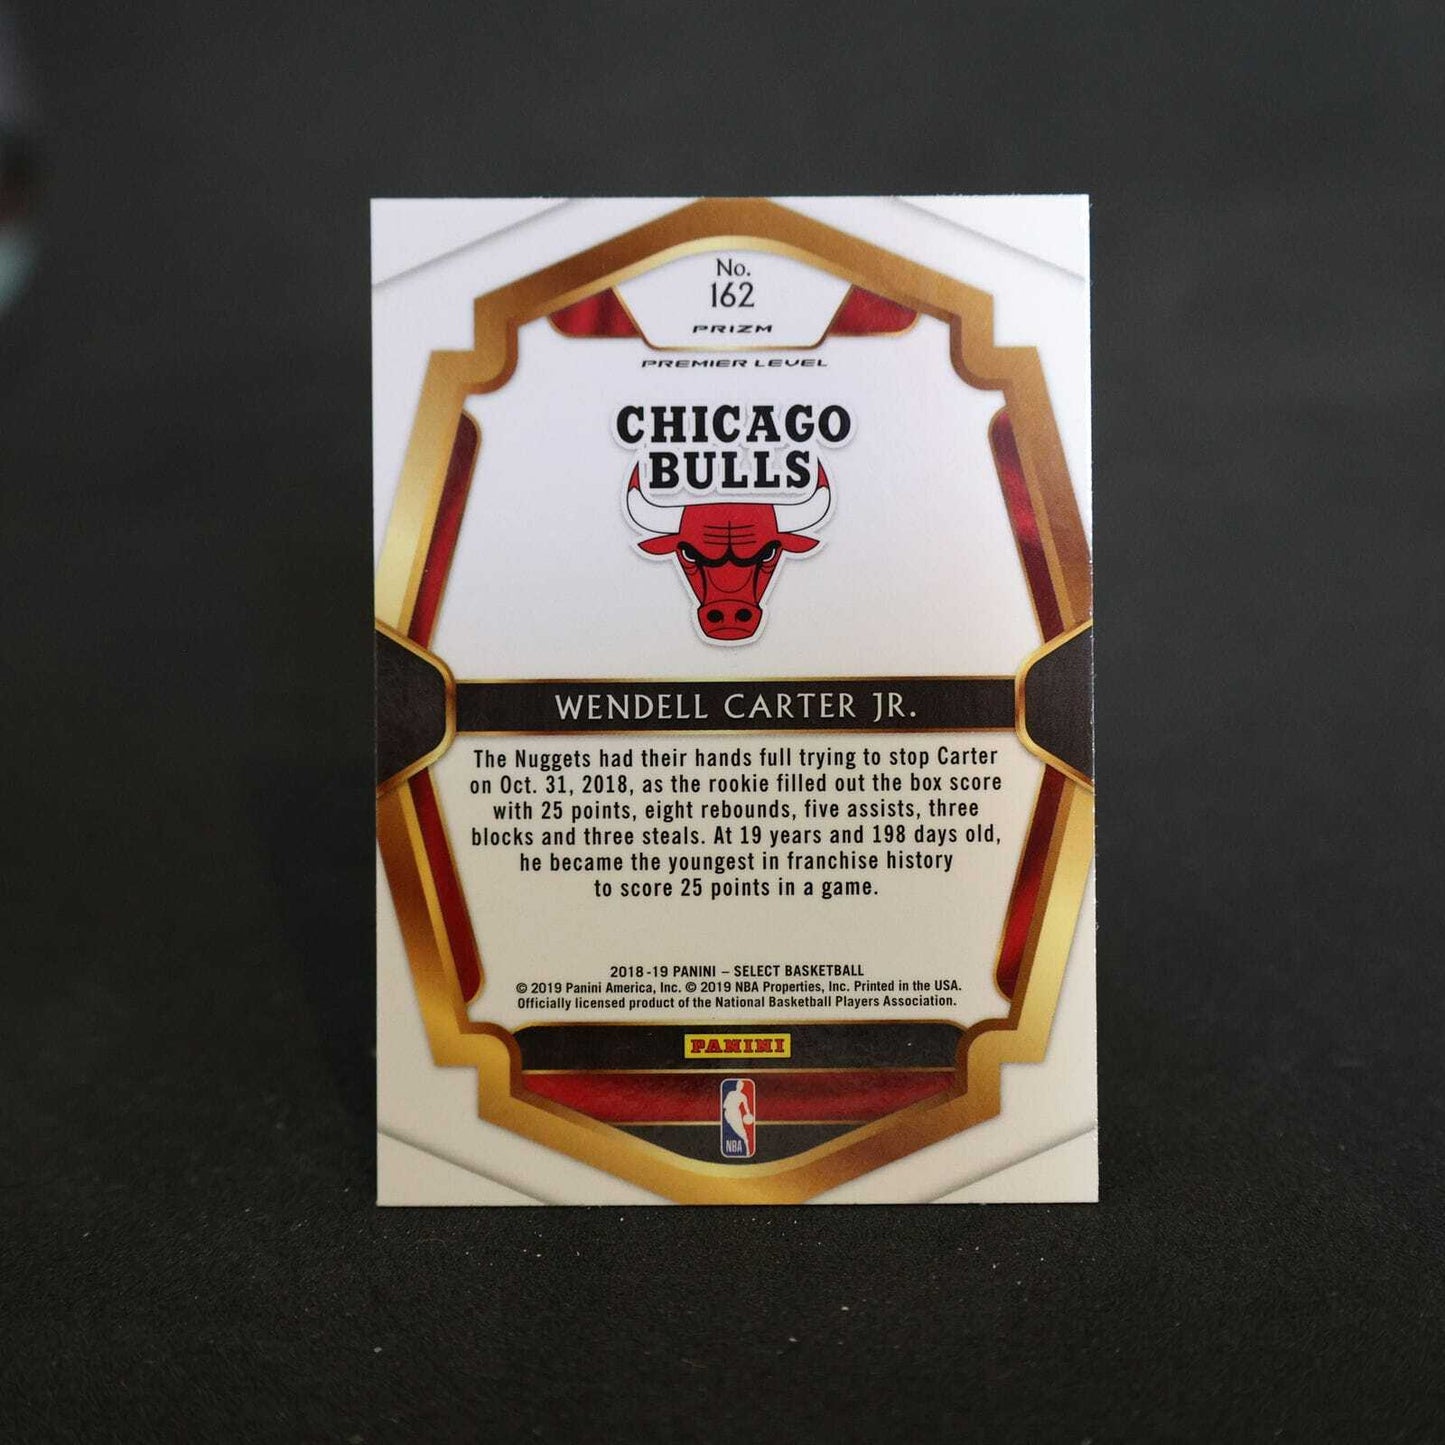 No.
162
PRIZM
PREMIER LEVEL
CHICAGO
BULLS
WENDELL CARTER JR.
The Nuggets had their hands full trying to stop Carter
on Oct. 31, 2018, as the rookie filled out the box score
with 25 points, eight rebounds, five assists, three
blocks and three steals. At 19 years and 198 days old,
he became the youngest in franchise history
to score 25 points in a game.
2018-19 PANINI – SELECT BASKETBALL
© 2019 Panini America, Inc. © 2019 NBA Properties, Inc. Printed in the USA.
Officially licensed product of the National Basketball Players Association.
PANINI
NBA